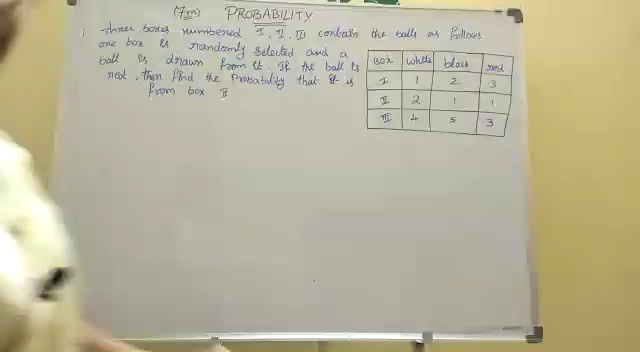 (7m) PROBABILITY
1. three boxes numbered I, II, III contain the balls as follows
one box is randomly selected and a
ball is drawn from it. If the ball is
red, then find the Probability that it is
from box II
Box white black red
I 1 2 3
II 2 1 1
III 4 5 3